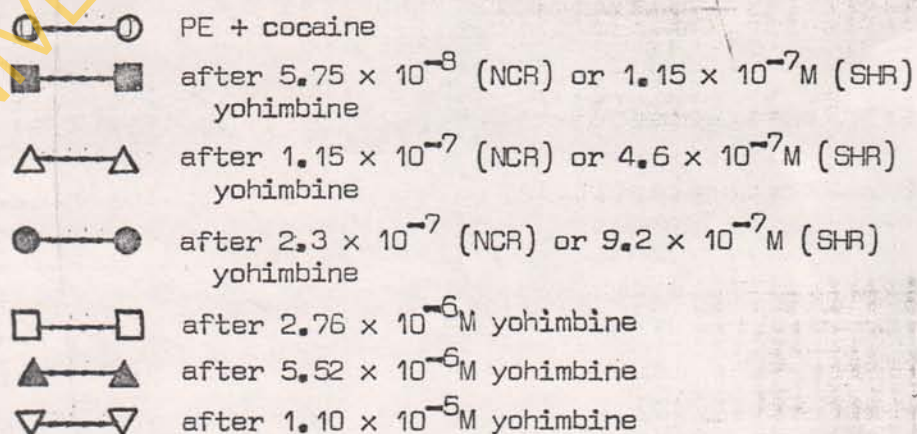 PE + cocaine
after 5.75 × 10⁻⁸ (NCR) or 1.15 × 10⁻⁷M (SHR)
yohimbine
after 1.15 × 10⁻⁷ (NCR) or 4.6 × 10⁻⁷M (SHR)
yohimbine
after 2.3 × 10⁻⁷ (NCR) or 9.2 × 10⁻⁷M (SHR)
yohimbine
after 2.76 × 10⁻⁶M yohimbine
after 5.52 × 10⁻⁶M yohimbine
after 1.10 × 10⁻⁵M yohimbine